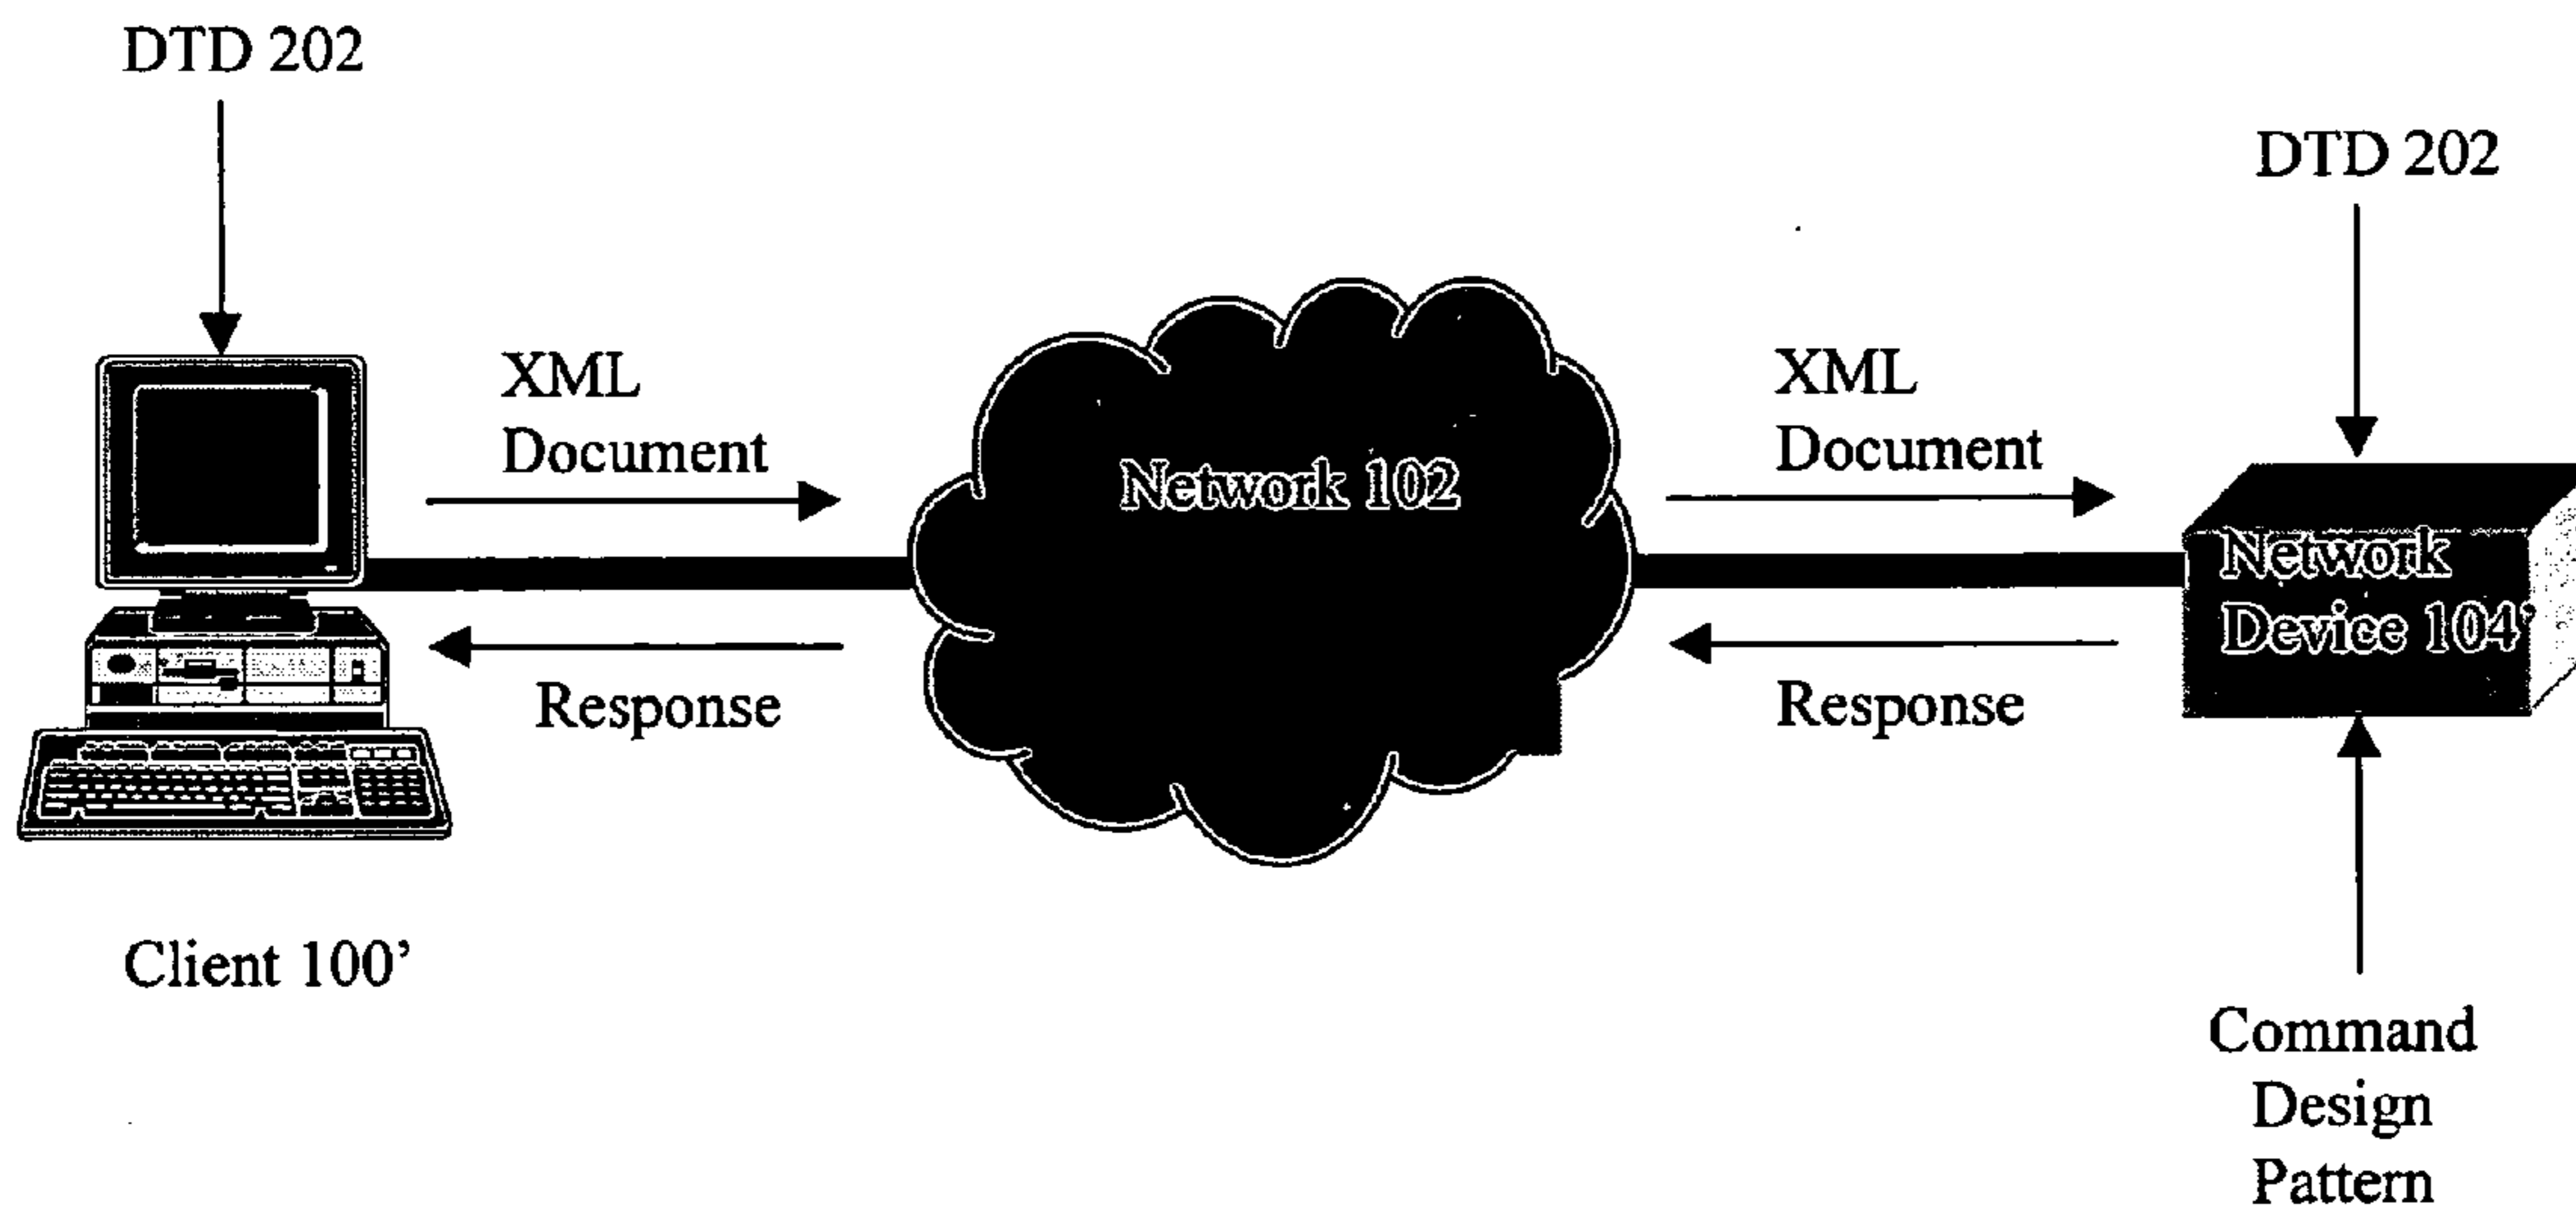 DTD 202
DTD 202
XML
Document
XML
Document
Network 102
Network
Device 104’
Response
Response
Client 100’
Command
Design
Pattern